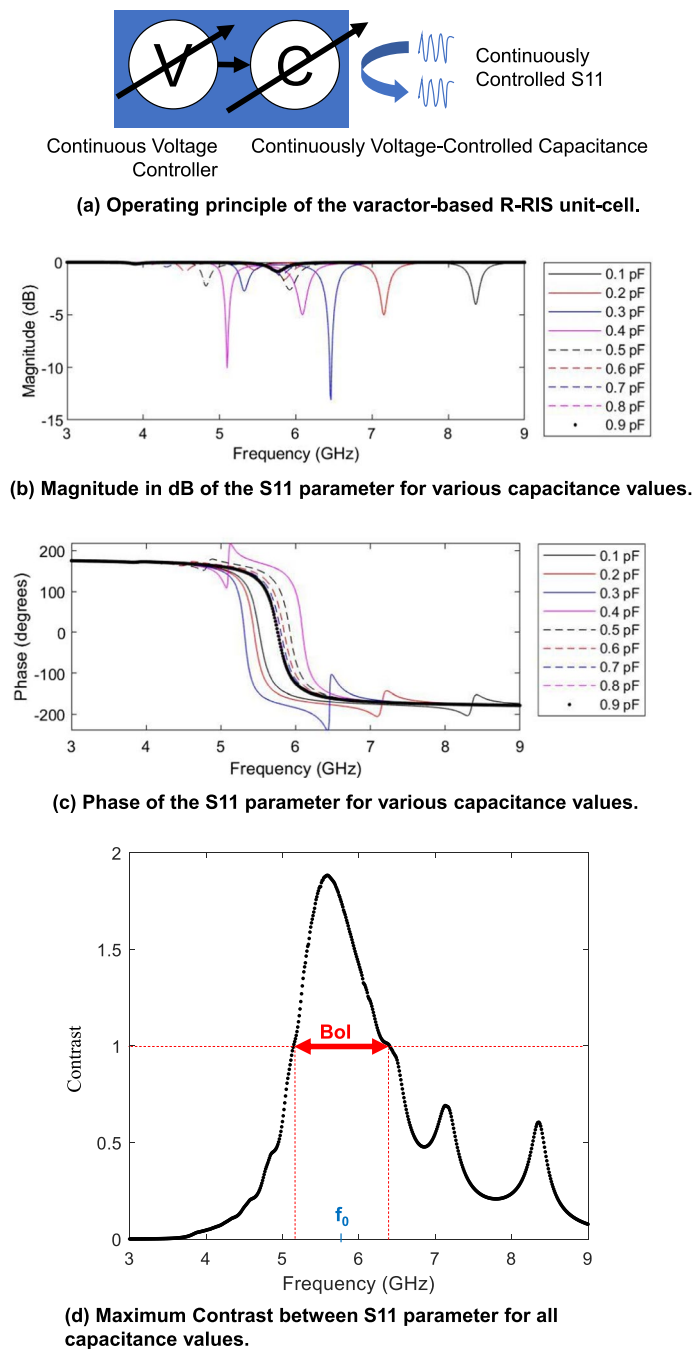 V
C
Continuously
Controlled S11
Continuous Voltage
Controller
Continuously Voltage-Controlled Capacitance
(a) Operating principle of the varactor-based R-RIS unit-cell.
0
-5
-10
-15
Magnitude (dB)
3 4 5 6 7 8 9
Frequency (GHz)
0.1 pF
0.2 pF
0.3 pF
0.4 pF
0.5 pF
0.6 pF
0.7 pF
0.8 pF
0.9 pF
(b) Magnitude in dB of the S11 parameter for various capacitance values.
200
100
0
-100
-200
Phase (degrees)
3 4 5 6 7 8 9
Frequency (GHz)
0.1 pF
0.2 pF
0.3 pF
0.4 pF
0.5 pF
0.6 pF
0.7 pF
0.8 pF
0.9 pF
(c) Phase of the S11 parameter for various capacitance values.
2
1.5
1
0.5
0
Contrast
BoI
f0
3 4 5 6 7 8 9
Frequency (GHz)
(d) Maximum Contrast between S11 parameter for all
capacitance values.